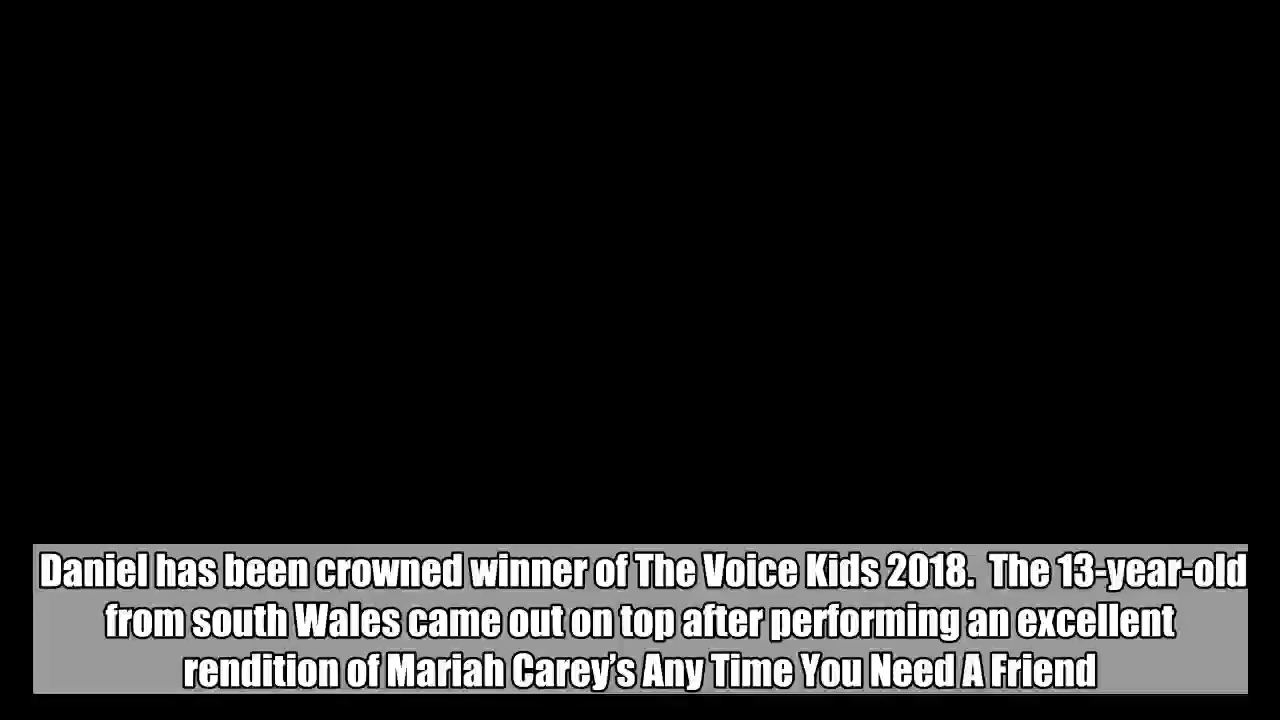 Daniel has been crowned winner of The Voice Kids 2018.  The 13-year-old
from south Wales came out on top after performing an excellent
rendition of Mariah Carey’s Any Time You Need A Friend